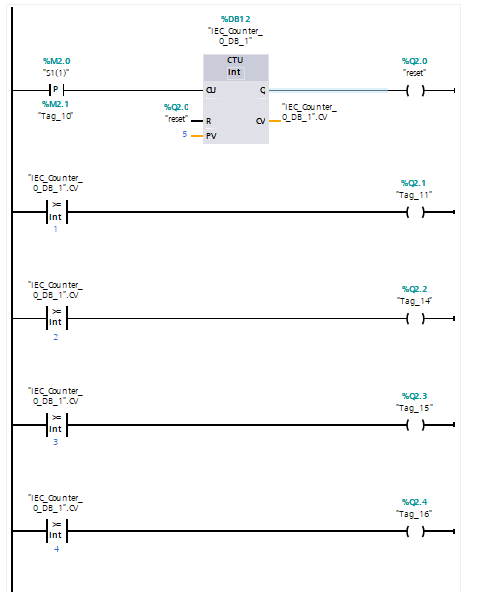 %DB12
"IEC_Counter_
0_DB_1"
%M2.0
"S1(1)"
P
%M2.1
"Tag_10"
CTU
Int
CU
Q
%Q2.0
"reset"
%Q2.0
"reset"
R
CV
"IEC_Counter_
0_DB_1".CV
5
PV
"IEC_Counter_
0_DB_1".CV
>=
Int
1
%Q2.1
"Tag_11"
"IEC_Counter_
0_DB_1".CV
>=
Int
2
%Q2.2
"Tag_14"
"IEC_Counter_
0_DB_1".CV
>=
Int
3
%Q2.3
"Tag_15"
"IEC_Counter_
0_DB_1".CV
>=
Int
4
%Q2.4
"Tag_16"